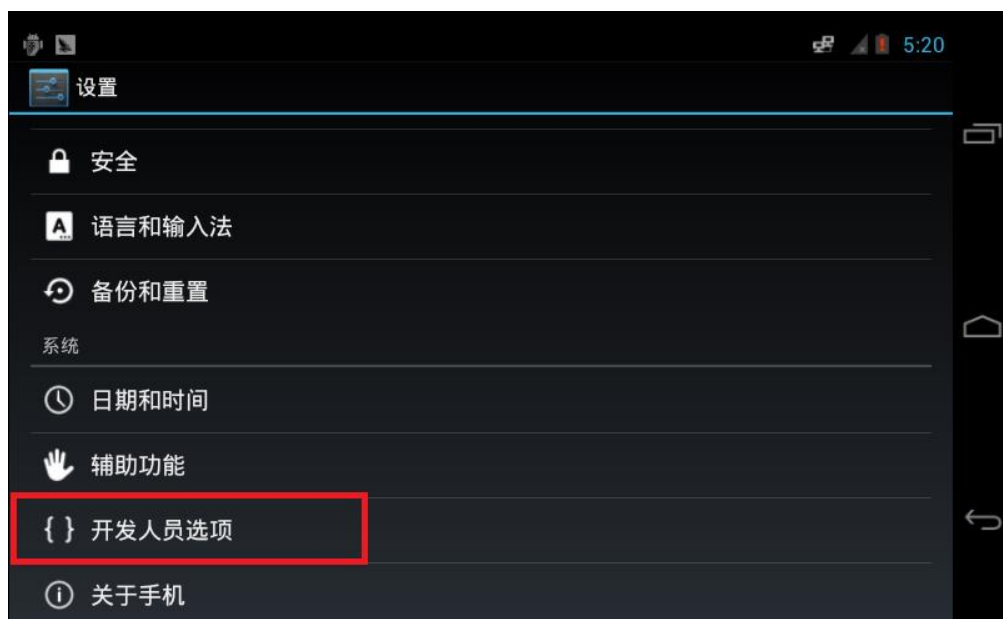 5:20
设置
安全
语言和输入法
备份和重置
系统
日期和时间
辅助功能
{ } 开发人员选项
关于手机